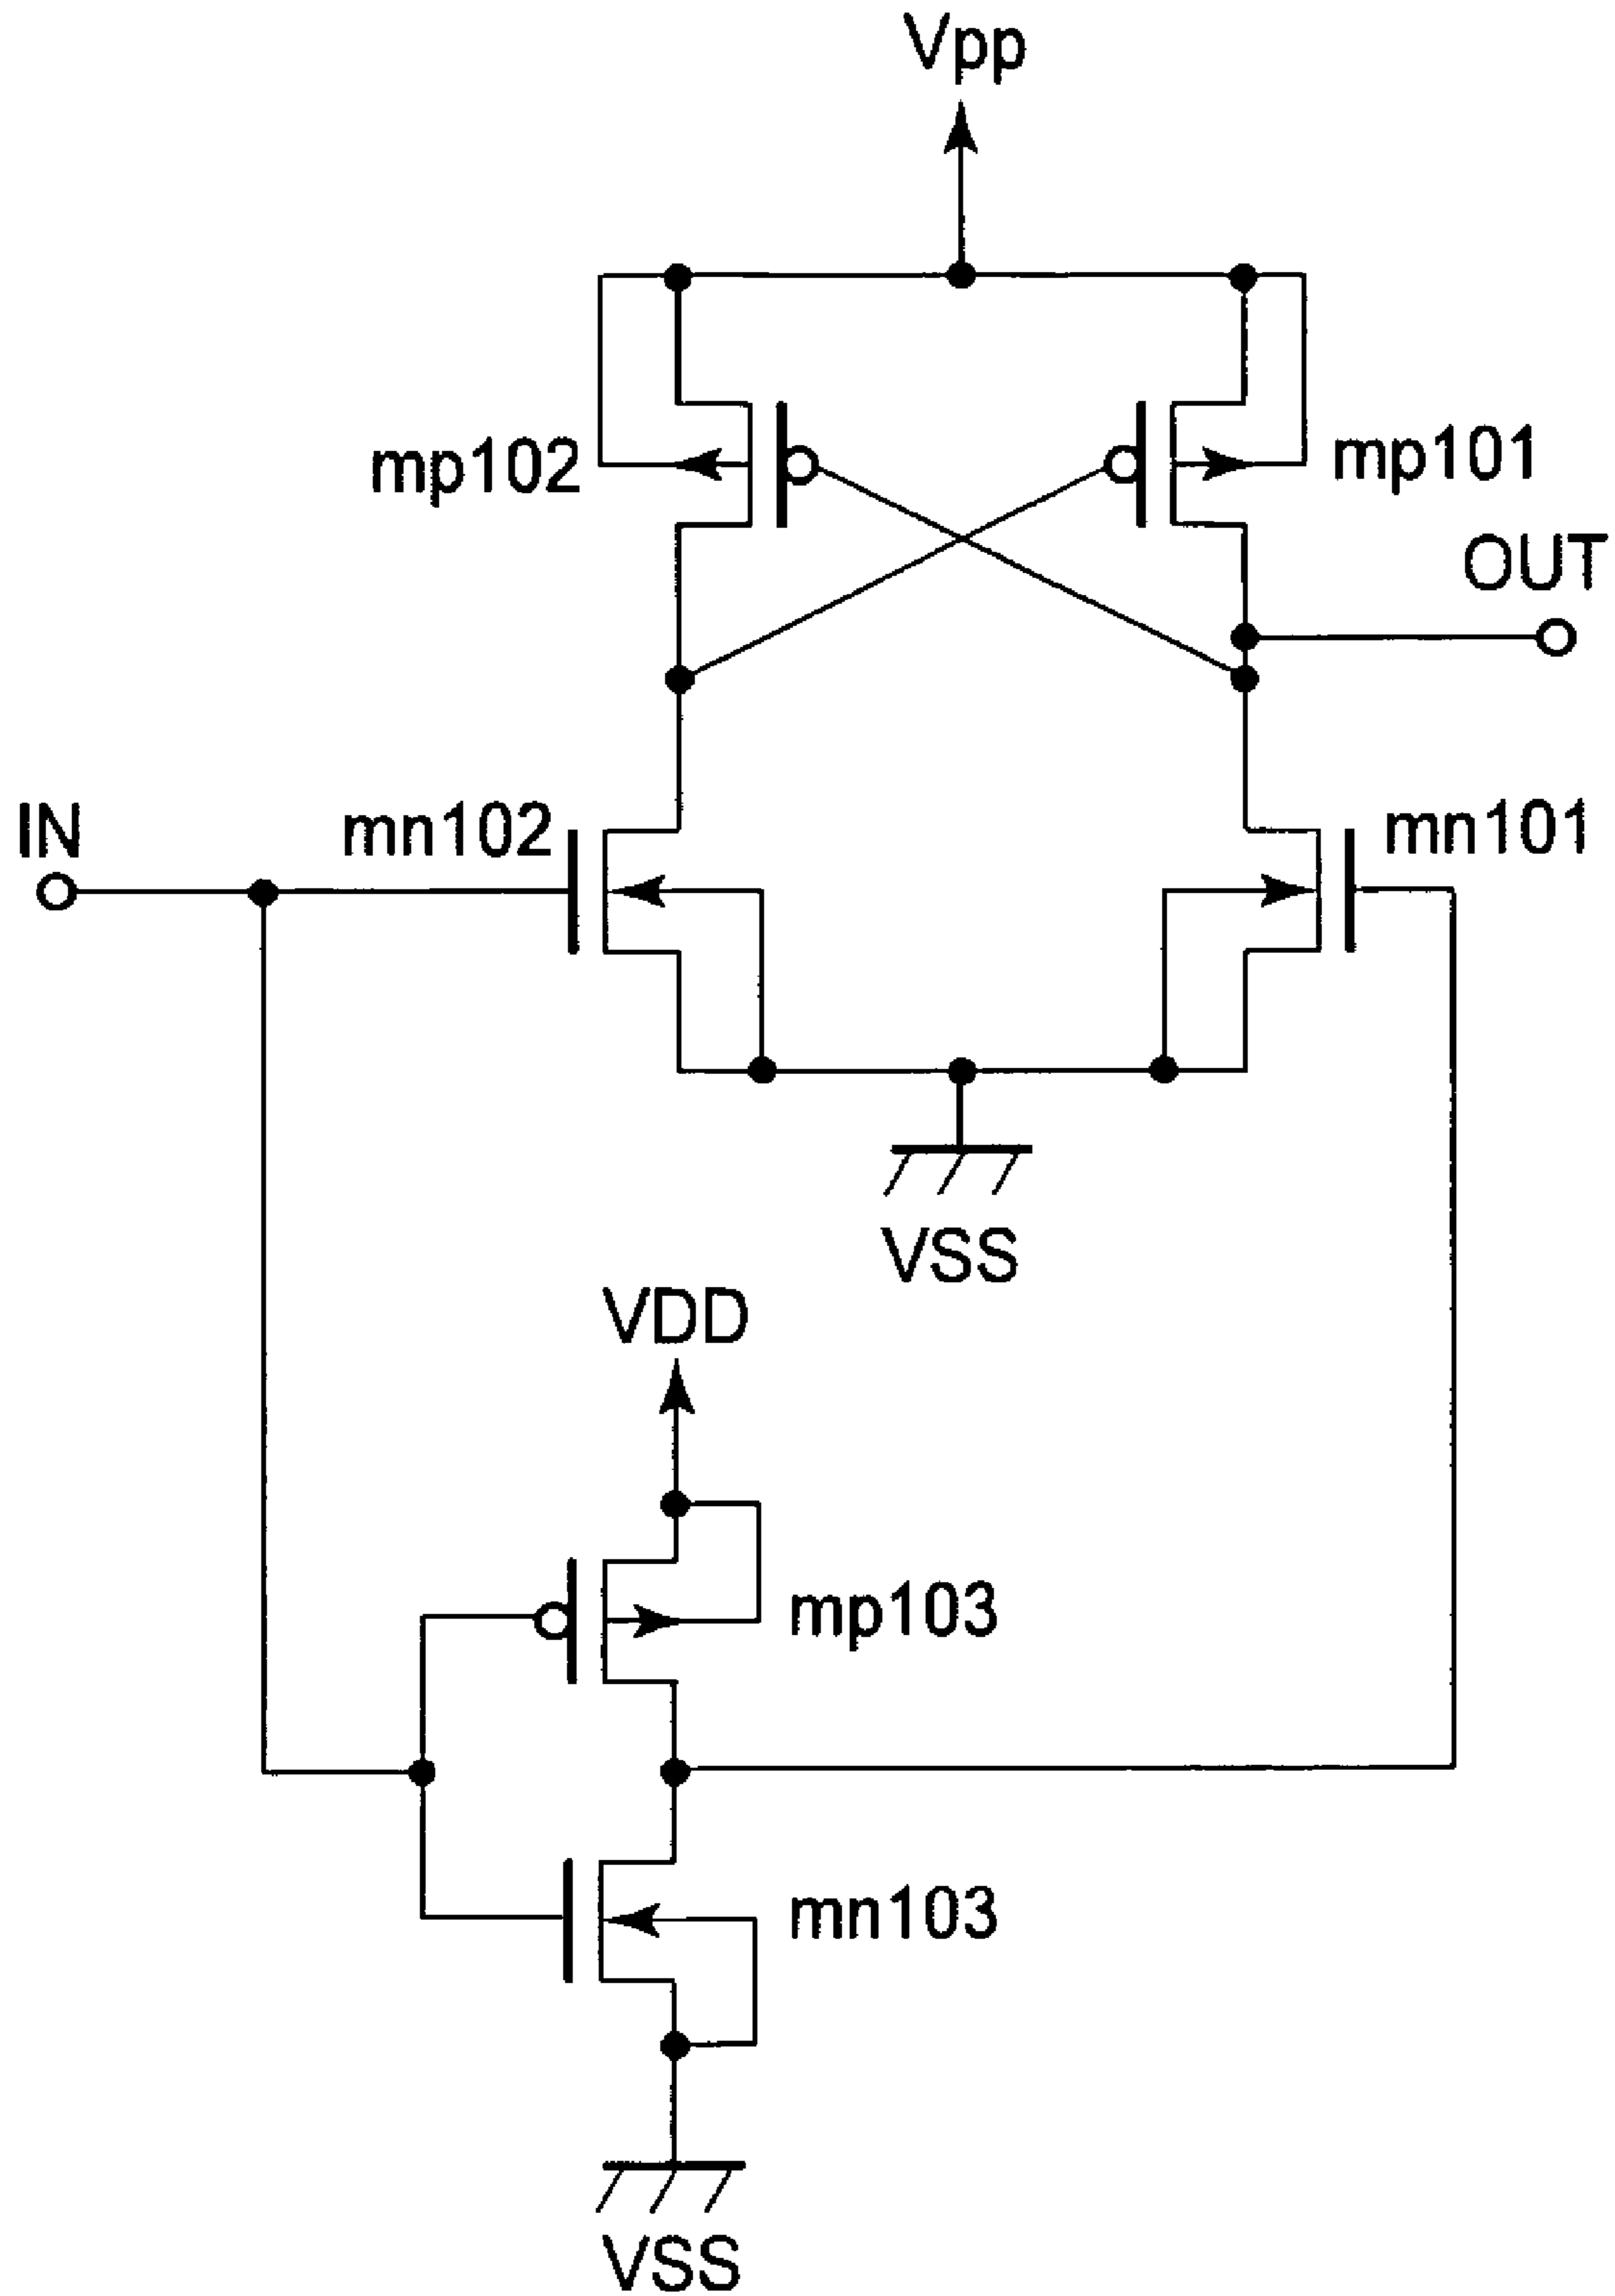 Vpp
mp102
mp101
OUT
IN
mn102
mn101
VSS
VDD
mp103
mn103
VSS